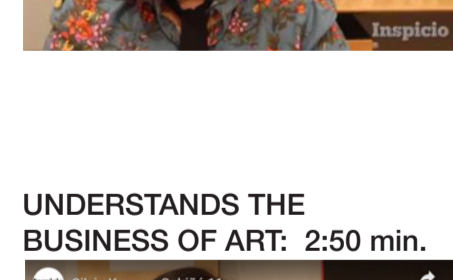 Inspicio
UNDERSTANDS THE
BUSINESS OF ART: 2:50 min.